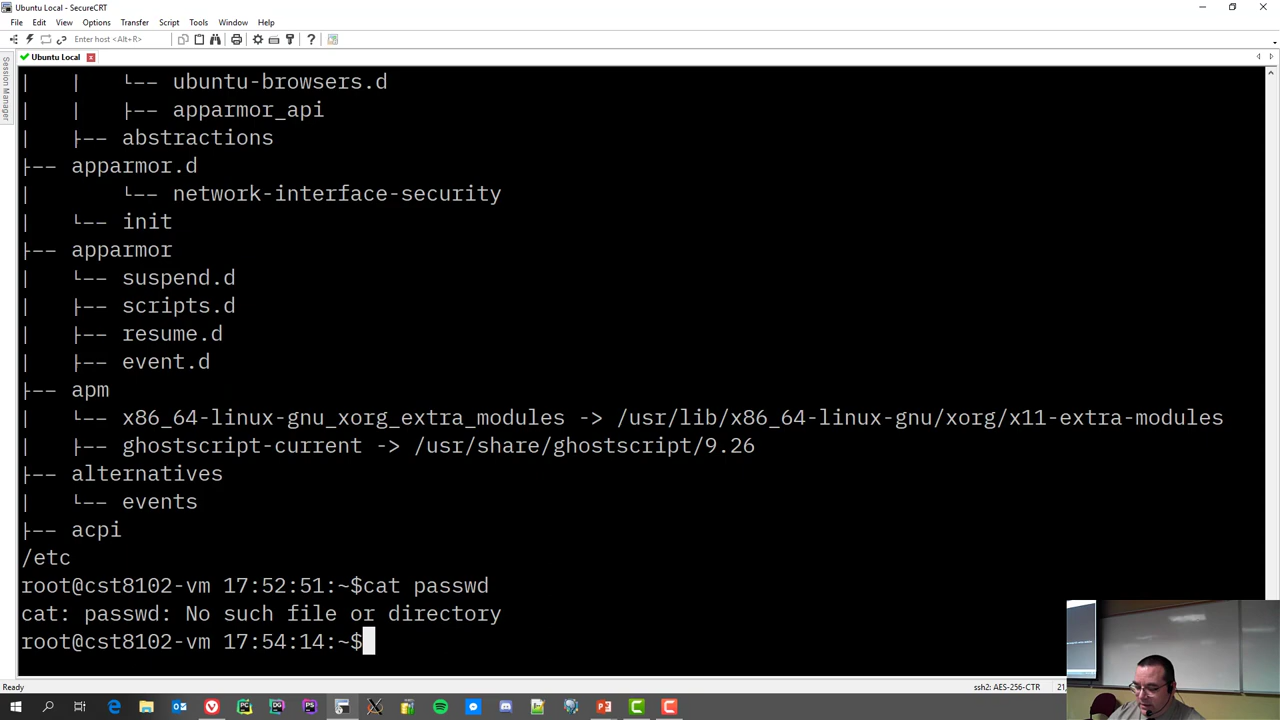 Ubuntu Local - SecureCRT
File Edit View Options Transfer Script Tools Window Help
Enter host <Alt+R>
Ubuntu Local
Session Manager
│   │   └── ubuntu-browsers.d
│   │   ├── apparmor_api
│   ├── abstractions
├── apparmor.d
│       └── network-interface-security
│   └── init
├── apparmor
│   └── suspend.d
│   ├── scripts.d
│   ├── resume.d
│   ├── event.d
├── apm
│   └── x86_64-linux-gnu_xorg_extra_modules -> /usr/lib/x86_64-linux-gnu/xorg/x11-extra-modules
│   ├── ghostscript-current -> /usr/share/ghostscript/9.26
├── alternatives
│   └── events
├── acpi
/etc
root@cst8102-vm 17:52:51:~$cat passwd
cat: passwd: No such file or directory
root@cst8102-vm 17:54:14:~$
Ready
ssh2: AES-256-CTR
21,